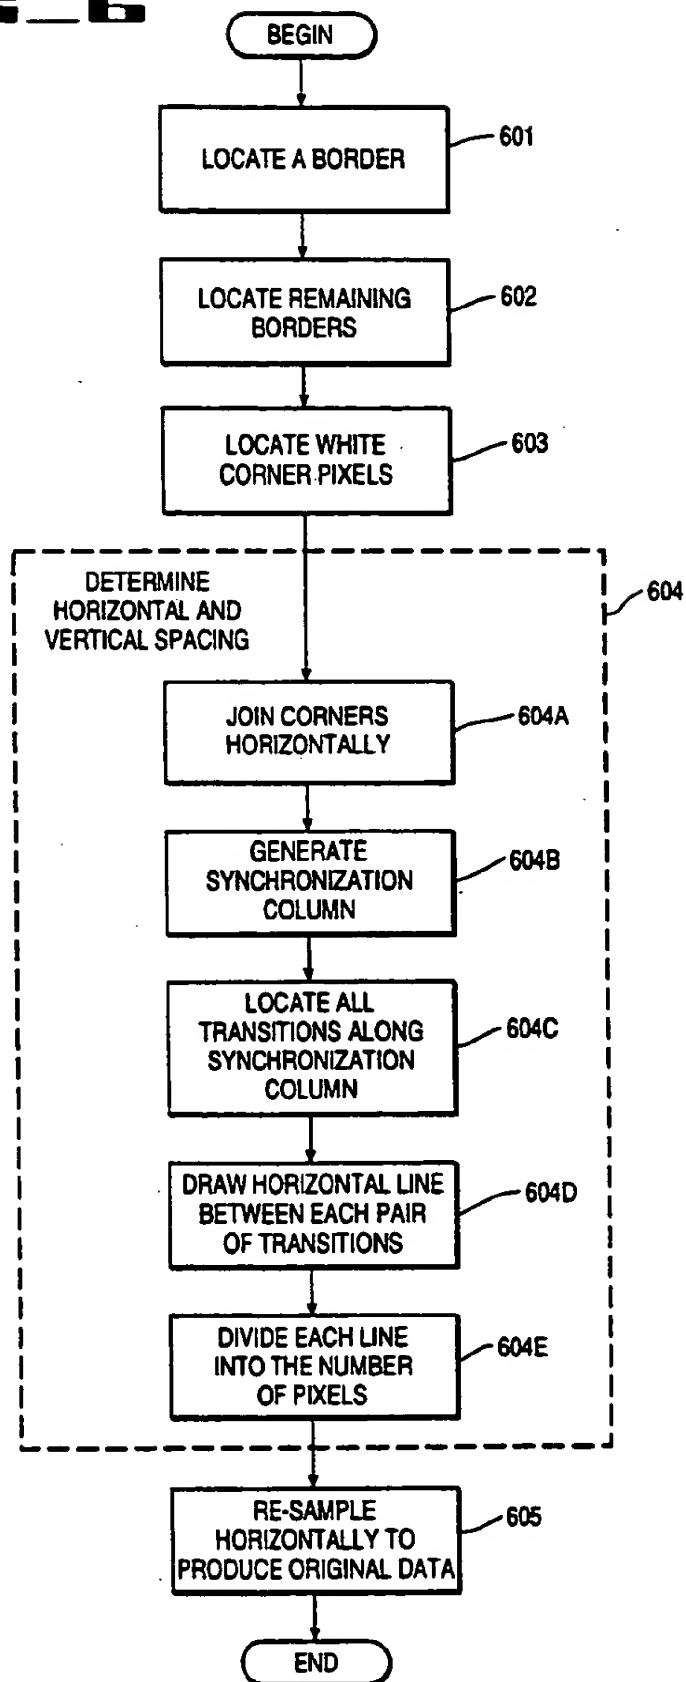 BEGIN
LOCATE A BORDER
601
LOCATE REMAINING
BORDERS
602
LOCATE WHITE
CORNER PIXELS
603
DETERMINE
HORIZONTAL AND
VERTICAL SPACING
604
JOIN CORNERS
HORIZONTALLY
604A
GENERATE
SYNCHRONIZATION
COLUMN
604B
LOCATE ALL
TRANSITIONS ALONG
SYNCHRONIZATION
COLUMN
604C
DRAW HORIZONTAL LINE
BETWEEN EACH PAIR
OF TRANSITIONS
604D
DIVIDE EACH LINE
INTO THE NUMBER
OF PIXELS
604E
RE-SAMPLE
HORIZONTALLY TO
PRODUCE ORIGINAL DATA
605
END